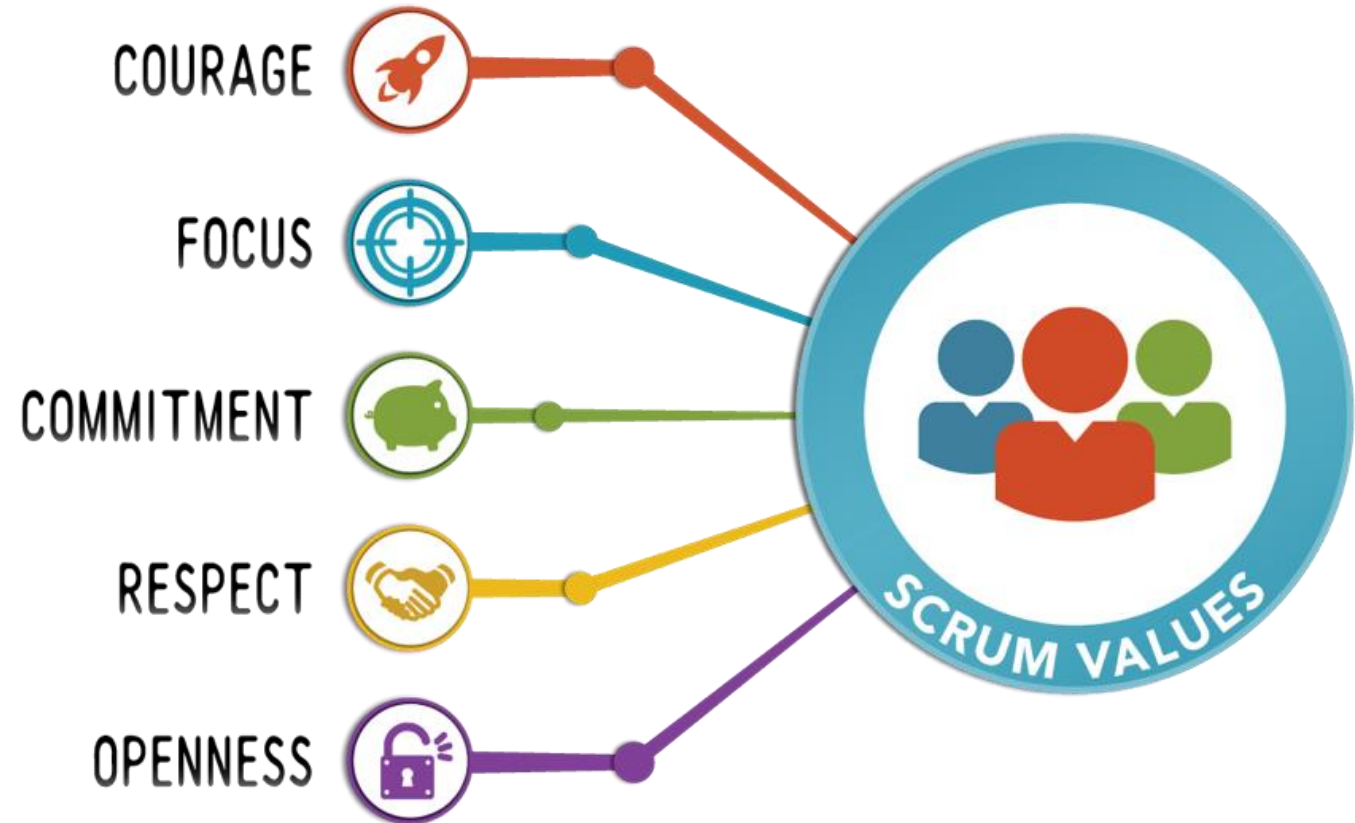 COURAGE
FOCUS
COMMITMENT
RESPECT
OPENNESS
SCRUM VALUES